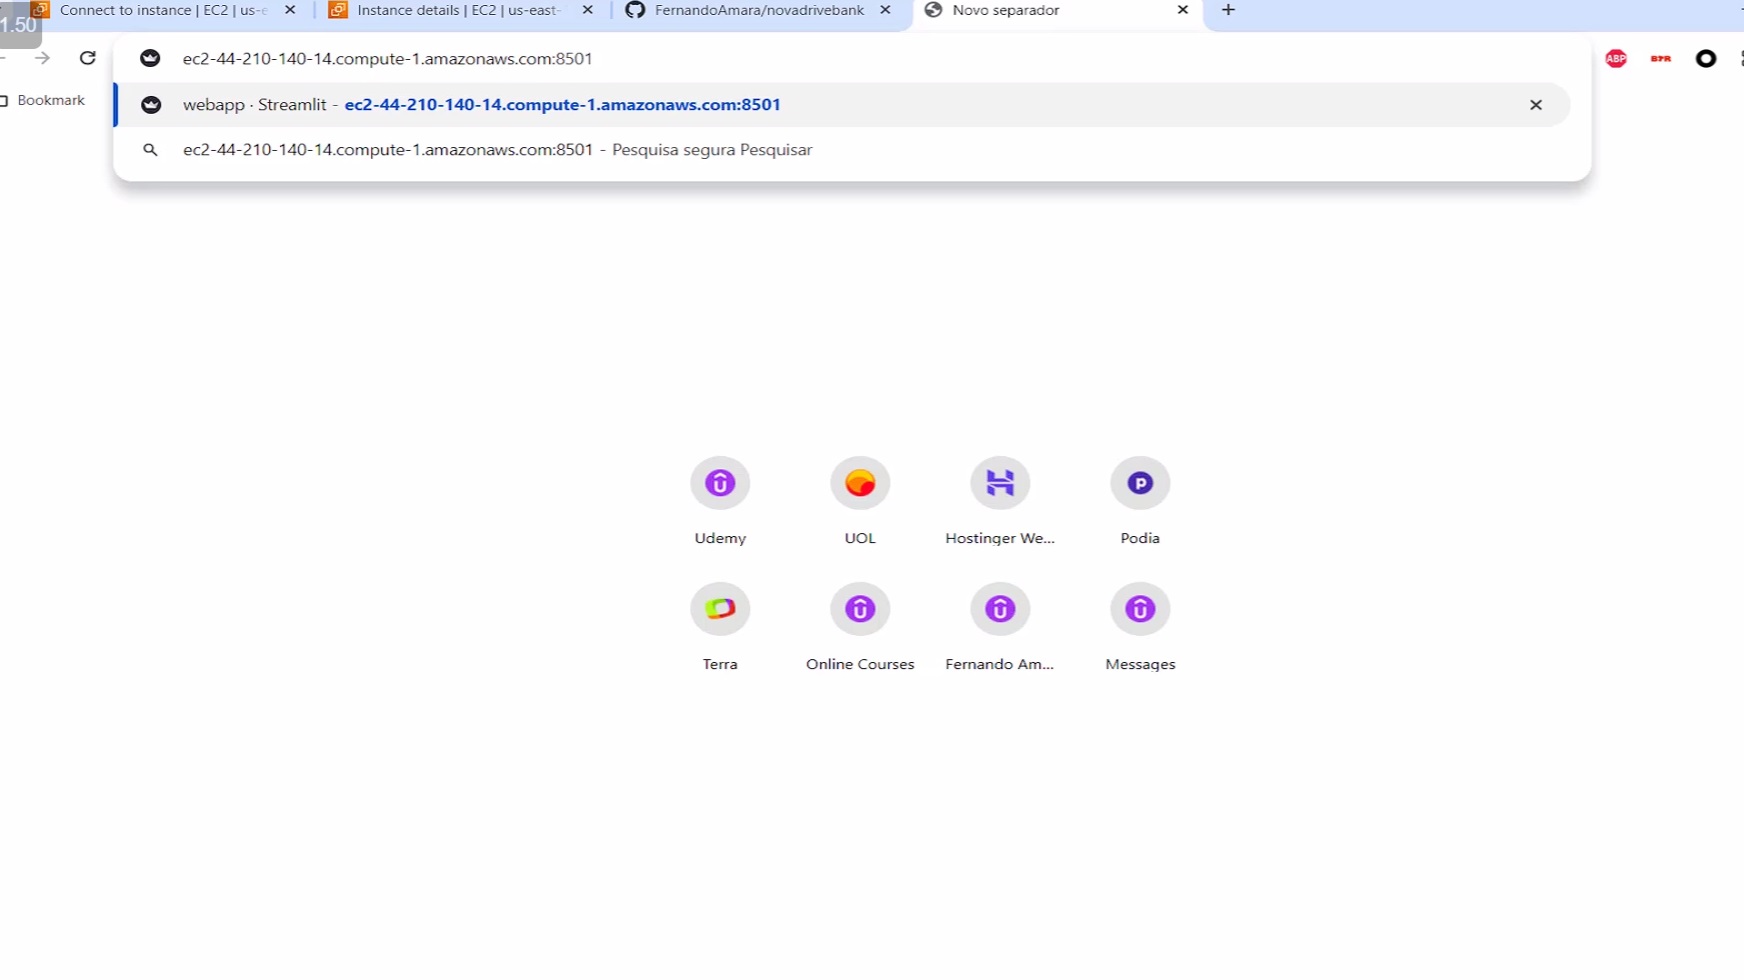 1.50
Connect to instance | EC2 | us-e
Instance details | EC2 | us-east-
FernandoAmara/novadrivebank
Novo separador
ec2-44-210-140-14.compute-1.amazonaws.com:8501
ABP
Bookmark
webapp · Streamlit - ec2-44-210-140-14.compute-1.amazonaws.com:8501
ec2-44-210-140-14.compute-1.amazonaws.com:8501 - Pesquisa segura Pesquisar
Udemy
UOL
Hostinger We...
Podia
Terra
Online Courses
Fernando Am...
Messages